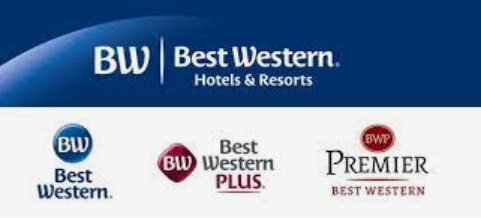 BW Best Western.
Hotels & Resorts
BW
Best
Western.
BW Best
Western
PLUS.
BWP
PREMIER
BEST WESTERN